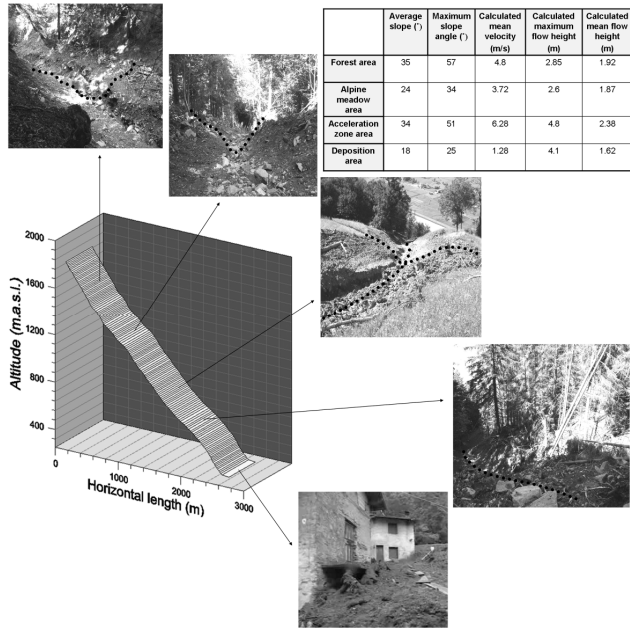 Average slope (˚) Maximum slope angle (˚) Calculated mean velocity (m/s) Calculated maximum flow height (m) Calculated mean flow height (m)
Forest area 35 57 4.8 2.85 1.92
Alpine meadow area 24 34 3.72 2.6 1.87
Acceleration zone area 34 51 6.28 4.8 2.38
Deposition area 18 25 1.28 4.1 1.62
2000
1600
1200
800
400
Altitude (m.a.s.l.)
0 1000 2000 3000
Horizontal length (m)